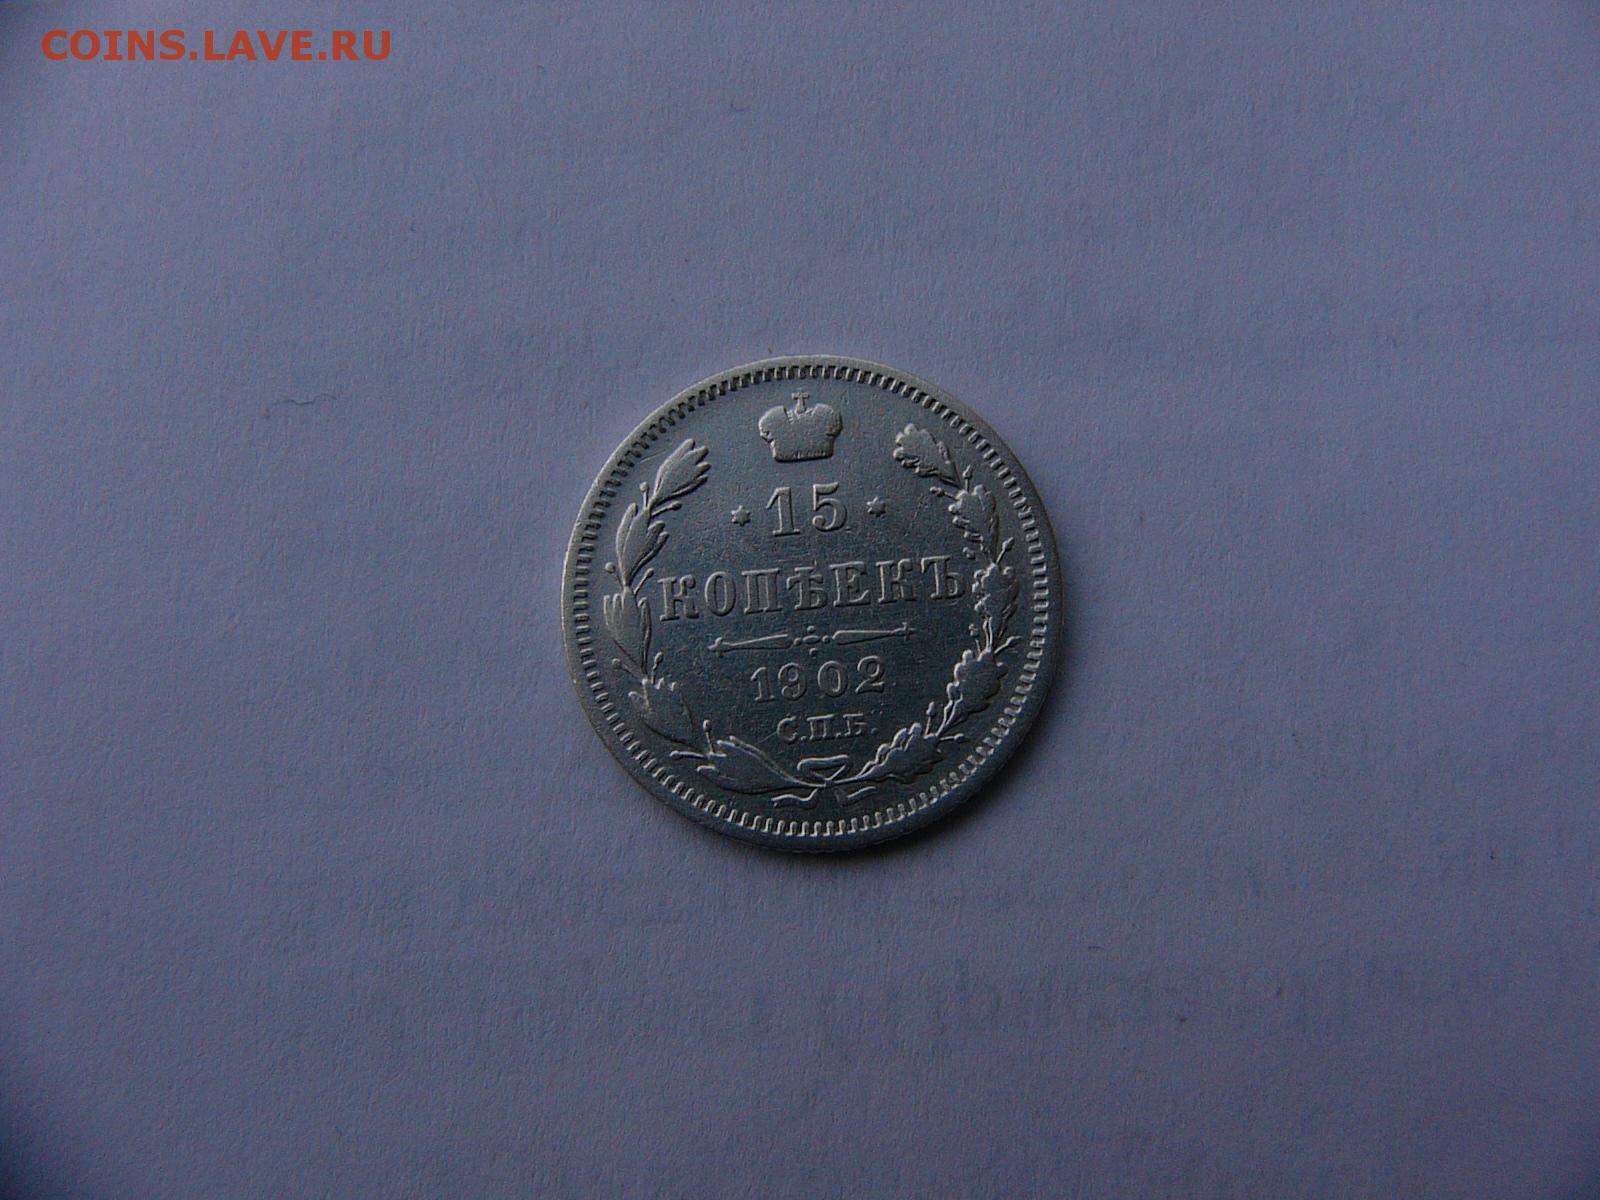 COINS.LAVE.RU
* 15 *
КОПѢЕКЪ
1902
С.П.Б.